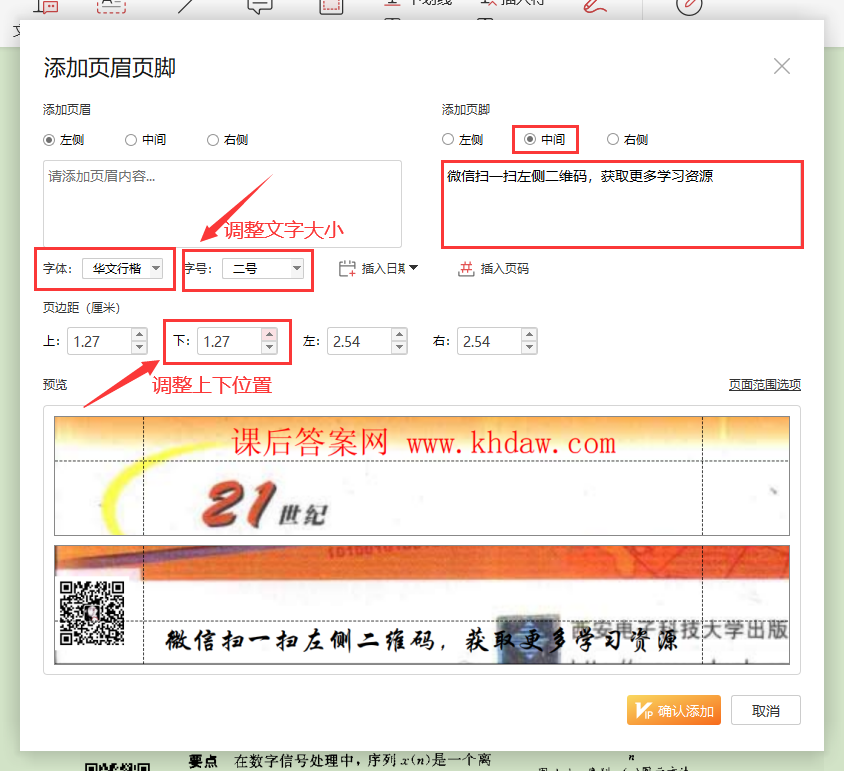 下划线
插入符
文
添加页眉页脚
添加页眉
添加页脚
左侧 中间 右侧
左侧 中间 右侧
请添加页眉内容...
微信扫一扫左侧二维码，获取更多学习资源
调整文字大小
字体： 华文行楷 字号： 二号 插入日期 插入页码
页边距（厘米）
上： 1.27 下： 1.27 左： 2.54 右： 2.54
调整上下位置
预览
页面范围选项
课后答案网 www.khdaw.com
21世纪
微信扫一扫左侧二维码，获取更多学习资源
西安电子科技大学出版
VIP 确认添加 取消
要点 在数字信号处理中，序列 x(n)是一个离